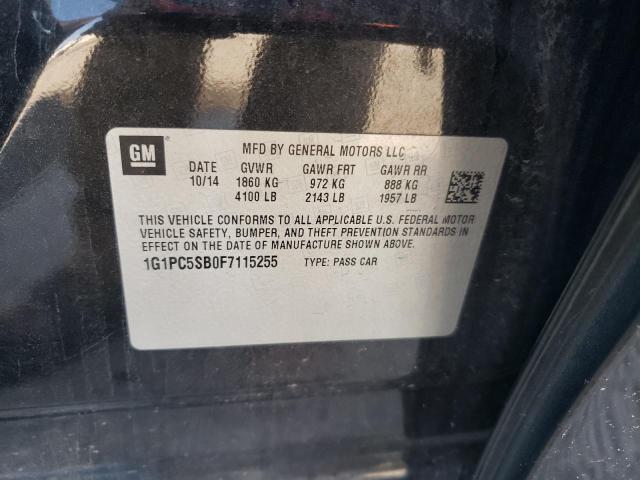 GM
MFD BY GENERAL MOTORS LLC
DATE GVWR GAWR FRT GAWR RR
10/14 1860 KG 972 KG 888 KG
4100 LB 2143 LB 1957 LB
THIS VEHICLE CONFORMS TO ALL APPLICABLE U.S. FEDERAL MOTOR
VEHICLE SAFETY, BUMPER, AND THEFT PREVENTION STANDARDS IN
EFFECT ON THE DATE OF MANUFACTURE SHOWN ABOVE.
1G1PC5SB0F7115255 TYPE: PASS CAR